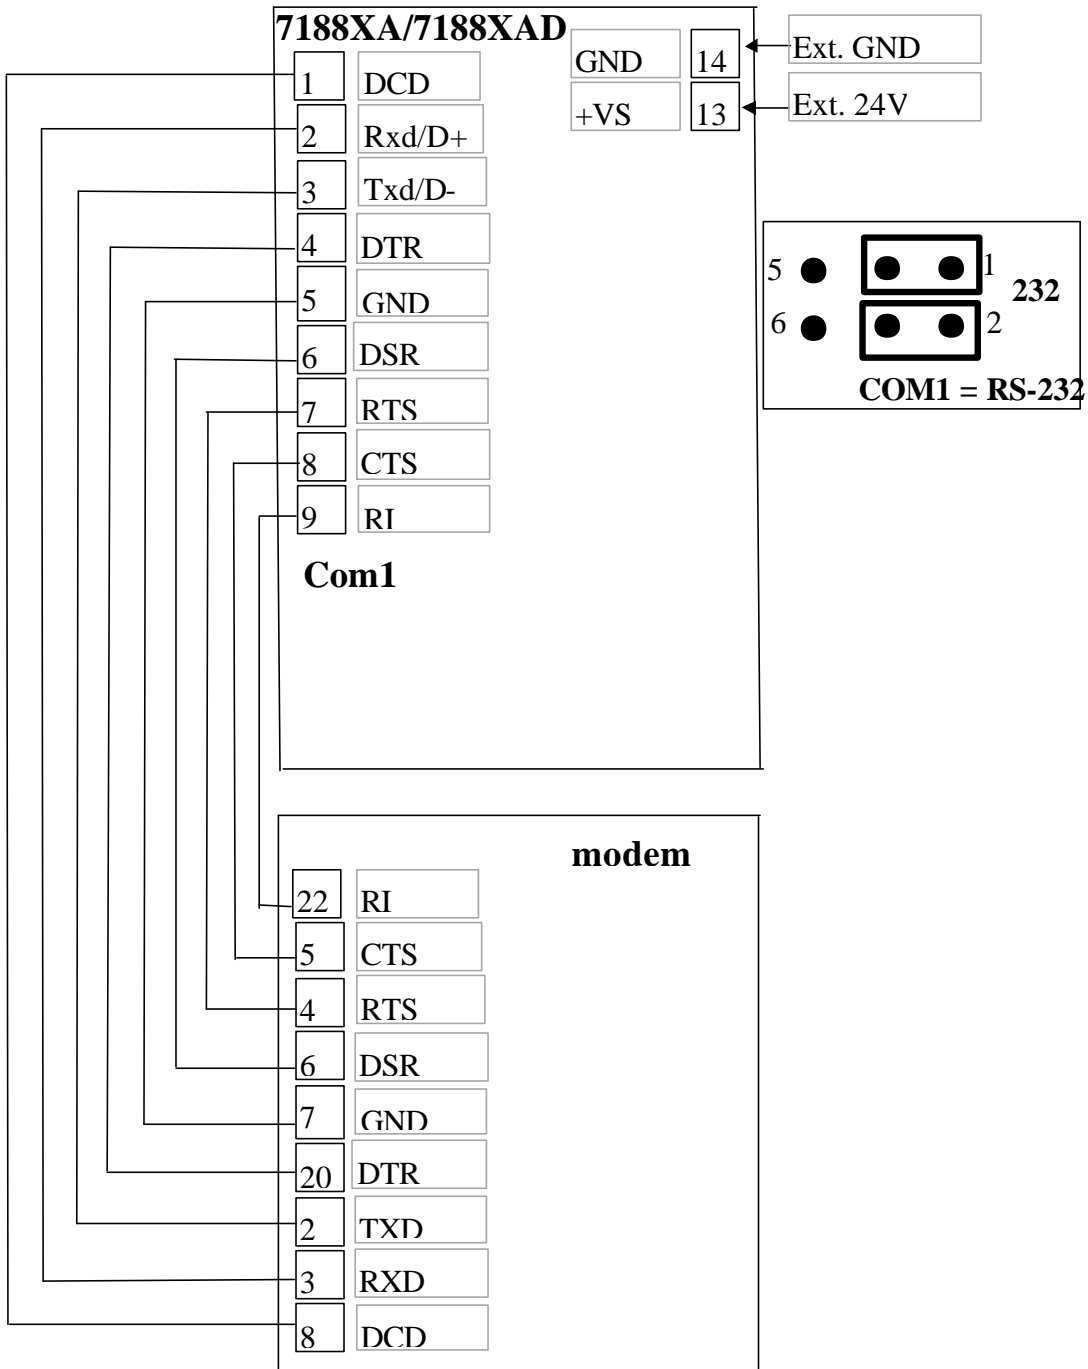 7188XA/7188XAD
1 DCD
2 Rxd/D+
3 Txd/D-
4 DTR
5 GND
6 DSR
7 RTS
8 CTS
9 RI
Com1
GND 14 Ext. GND
+VS 13 Ext. 24V
5 1
232
6 2
COM1 = RS-232
modem
22 RI
5 CTS
4 RTS
6 DSR
7 GND
20 DTR
2 TXD
3 RXD
8 DCD